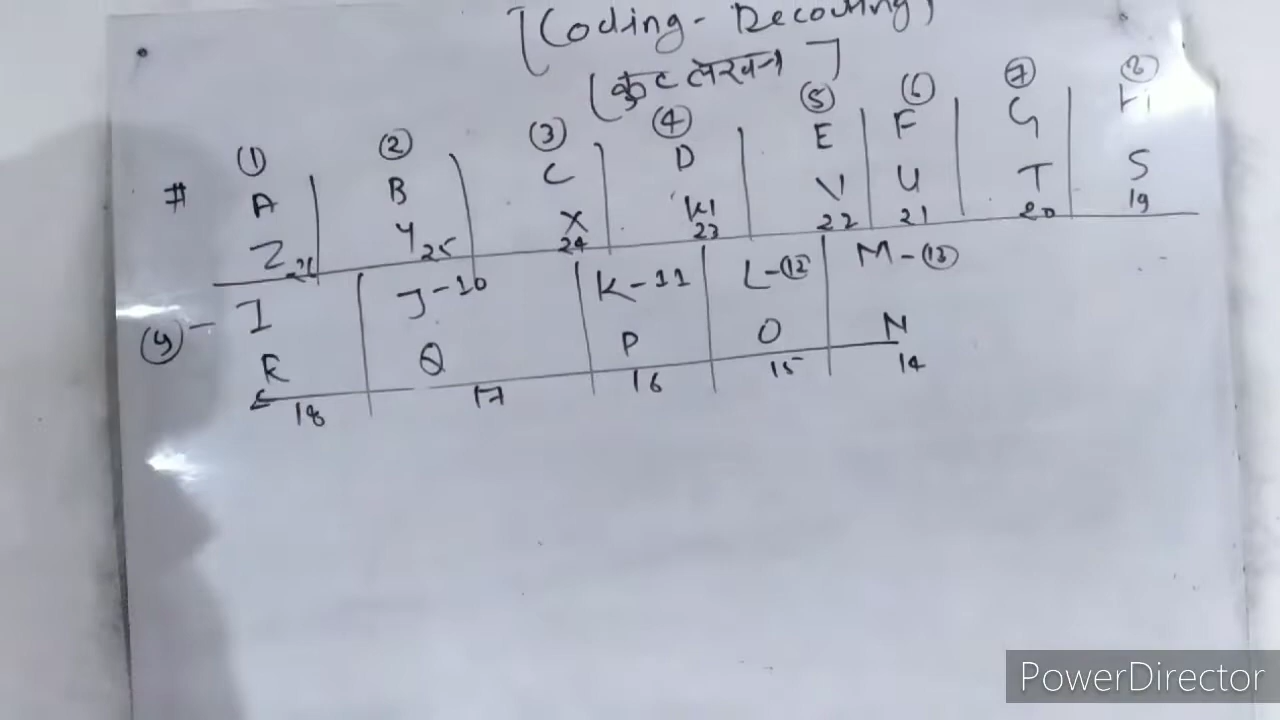 [Coding - Decoding]
(कुट लेखन]
① ② ③ ④ ⑤ ⑥ ⑦ ⑧
# A B C D E F G H
Z Y X W V U T S
26 25 24 23 22 21 20 19
⑨ - I J-10 K-11 L-⑫ M-⑬
R Q P O N
18 17 16 15 14
PowerDirector